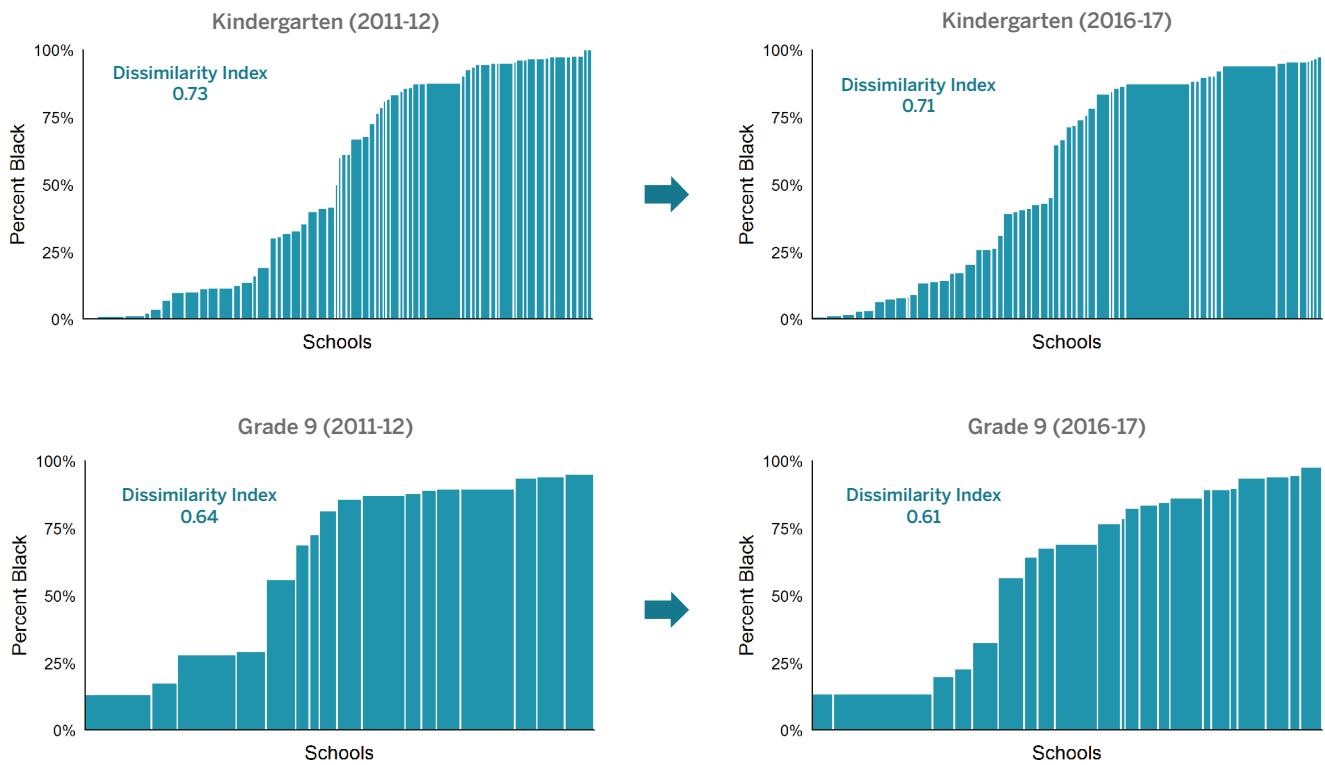 Kindergarten (2011-12)
100%
75%
50%
25%
0%
Percent Black
Dissimilarity Index
0.73
Schools
Kindergarten (2016-17)
100%
75%
50%
25%
0%
Percent Black
Dissimilarity Index
0.71
Schools
Grade 9 (2011-12)
100%
75%
50%
25%
0%
Percent Black
Dissimilarity Index
0.64
Schools
Grade 9 (2016-17)
100%
75%
50%
25%
0%
Percent Black
Dissimilarity Index
0.61
Schools